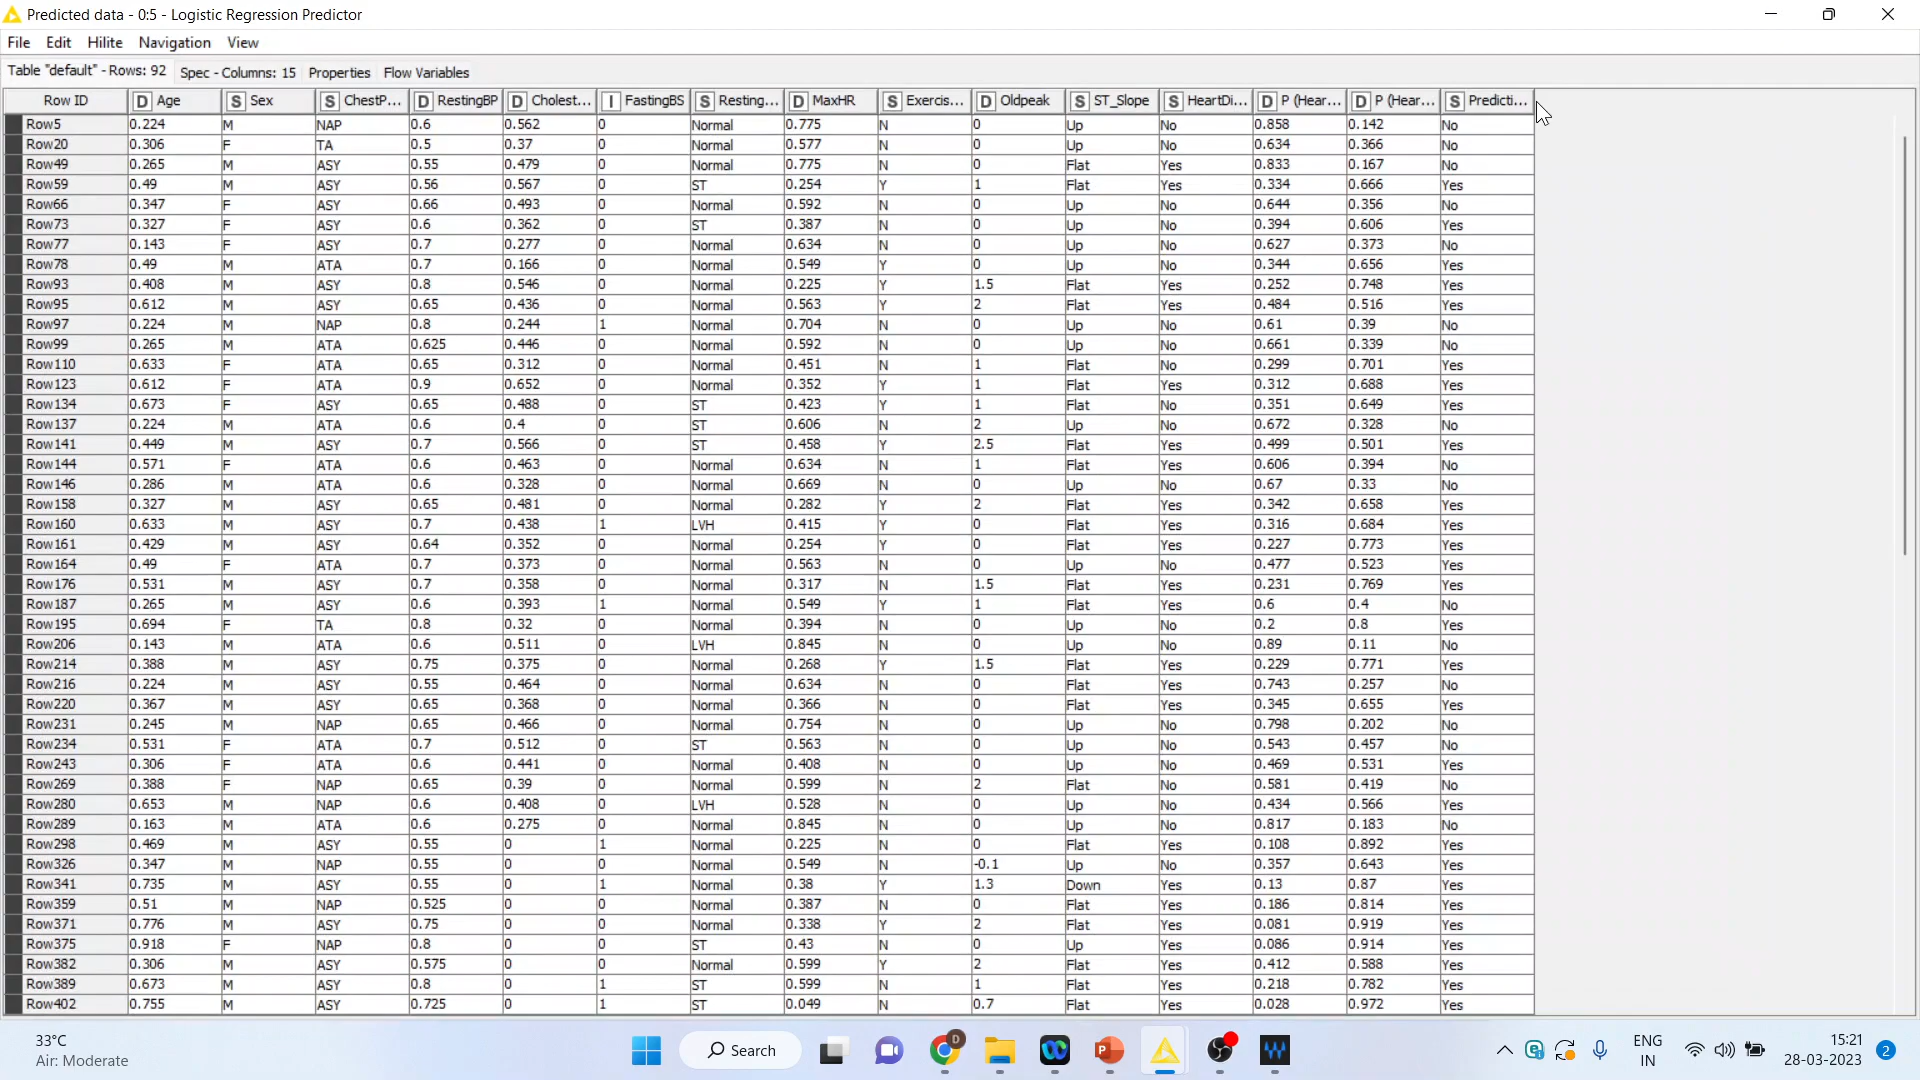 Predicted data - 0:5 - Logistic Regression Predictor
File Edit Hilite Navigation View
Table "default" - Rows: 92 Spec - Columns: 15 Properties Flow Variables
Row ID D Age S Sex S ChestP... D RestingBP D Cholest... I FastingBS S Resting... D MaxHR S Exercis... D Oldpeak S ST_Slope S HeartDi... D P (Hear... D P (Hear... S Predicti...
Row5 0.224 M NAP 0.6 0.562 0 Normal 0.775 N 0 Up No 0.858 0.142 No
Row20 0.306 F TA 0.5 0.37 0 Normal 0.577 N 0 Up No 0.634 0.366 No
Row49 0.265 M ASY 0.55 0.479 0 Normal 0.775 N 0 Flat Yes 0.833 0.167 No
Row59 0.49 M ASY 0.56 0.567 0 ST 0.254 Y 1 Flat Yes 0.334 0.666 Yes
Row66 0.347 F ASY 0.66 0.493 0 Normal 0.592 N 0 Up No 0.644 0.356 No
Row73 0.327 F ASY 0.6 0.362 0 ST 0.387 N 0 Up No 0.394 0.606 Yes
Row77 0.143 F ASY 0.7 0.277 0 Normal 0.634 N 0 Up No 0.627 0.373 No
Row78 0.49 M ATA 0.7 0.166 0 Normal 0.549 Y 0 Up No 0.344 0.656 Yes
Row93 0.408 M ASY 0.8 0.546 0 Normal 0.225 Y 1.5 Flat Yes 0.252 0.748 Yes
Row95 0.612 M ASY 0.65 0.436 0 Normal 0.563 Y 2 Flat Yes 0.484 0.516 Yes
Row97 0.224 M NAP 0.8 0.244 1 Normal 0.704 N 0 Up No 0.61 0.39 No
Row99 0.265 M ATA 0.625 0.446 0 Normal 0.592 N 0 Up No 0.661 0.339 No
Row110 0.633 F ATA 0.65 0.312 0 Normal 0.451 N 1 Flat No 0.299 0.701 Yes
Row123 0.612 F ATA 0.9 0.652 0 Normal 0.352 Y 1 Flat Yes 0.312 0.688 Yes
Row134 0.673 F ASY 0.65 0.488 0 ST 0.423 Y 1 Flat No 0.351 0.649 Yes
Row137 0.224 M ATA 0.6 0.4 0 ST 0.606 N 2 Up No 0.672 0.328 No
Row141 0.449 M ASY 0.7 0.566 0 ST 0.458 Y 2.5 Flat Yes 0.499 0.501 Yes
Row144 0.571 F ATA 0.6 0.463 0 Normal 0.634 N 1 Flat Yes 0.606 0.394 No
Row146 0.286 M ATA 0.6 0.328 0 Normal 0.669 N 0 Up No 0.67 0.33 No
Row158 0.327 M ASY 0.65 0.481 0 Normal 0.282 Y 2 Flat Yes 0.342 0.658 Yes
Row160 0.633 M ASY 0.7 0.438 1 LVH 0.415 Y 0 Flat Yes 0.316 0.684 Yes
Row161 0.429 M ASY 0.64 0.352 0 Normal 0.254 Y 0 Flat Yes 0.227 0.773 Yes
Row164 0.49 F ATA 0.7 0.373 0 Normal 0.563 N 0 Up No 0.477 0.523 Yes
Row176 0.531 M ASY 0.7 0.358 0 Normal 0.317 N 1.5 Flat Yes 0.231 0.769 Yes
Row187 0.265 M ASY 0.6 0.393 1 Normal 0.549 Y 1 Flat Yes 0.6 0.4 No
Row195 0.694 F TA 0.8 0.32 0 Normal 0.394 N 0 Up No 0.2 0.8 Yes
Row206 0.143 M ATA 0.6 0.511 0 LVH 0.845 N 0 Up No 0.89 0.11 No
Row214 0.388 M ASY 0.75 0.375 0 Normal 0.268 Y 1.5 Flat Yes 0.229 0.771 Yes
Row216 0.224 M ASY 0.55 0.464 0 Normal 0.634 N 0 Flat Yes 0.743 0.257 No
Row220 0.367 M ASY 0.65 0.368 0 Normal 0.366 N 0 Flat Yes 0.345 0.655 Yes
Row231 0.245 M NAP 0.65 0.466 0 Normal 0.754 N 0 Up No 0.798 0.202 No
Row234 0.531 F ATA 0.7 0.512 0 ST 0.563 N 0 Up No 0.543 0.457 No
Row243 0.306 F ATA 0.6 0.441 0 Normal 0.408 N 0 Up No 0.469 0.531 Yes
Row269 0.388 F NAP 0.65 0.39 0 Normal 0.599 N 2 Flat No 0.581 0.419 No
Row280 0.653 M NAP 0.6 0.408 0 LVH 0.528 N 0 Up No 0.434 0.566 Yes
Row289 0.163 M ATA 0.6 0.275 0 Normal 0.845 N 0 Up No 0.817 0.183 No
Row298 0.469 M ASY 0.55 0 1 Normal 0.225 N 0 Flat Yes 0.108 0.892 Yes
Row326 0.347 M NAP 0.55 0 0 Normal 0.549 N -0.1 Up No 0.357 0.643 Yes
Row341 0.735 M ASY 0.55 0 1 Normal 0.38 Y 1.3 Down Yes 0.13 0.87 Yes
Row359 0.51 M NAP 0.525 0 0 Normal 0.387 N 0 Flat Yes 0.186 0.814 Yes
Row371 0.776 M ASY 0.75 0 0 Normal 0.338 Y 2 Flat Yes 0.081 0.919 Yes
Row375 0.918 F NAP 0.8 0 0 ST 0.43 N 0 Up Yes 0.086 0.914 Yes
Row382 0.306 M ASY 0.575 0 0 Normal 0.599 Y 2 Flat Yes 0.412 0.588 Yes
Row389 0.673 M ASY 0.8 0 1 ST 0.599 N 1 Flat Yes 0.218 0.782 Yes
Row402 0.755 M ASY 0.725 0 1 ST 0.049 N 0.7 Flat Yes 0.028 0.972 Yes
33°C
Air: Moderate
Search
D
P
ENG
IN
15:21
28-03-2023
2